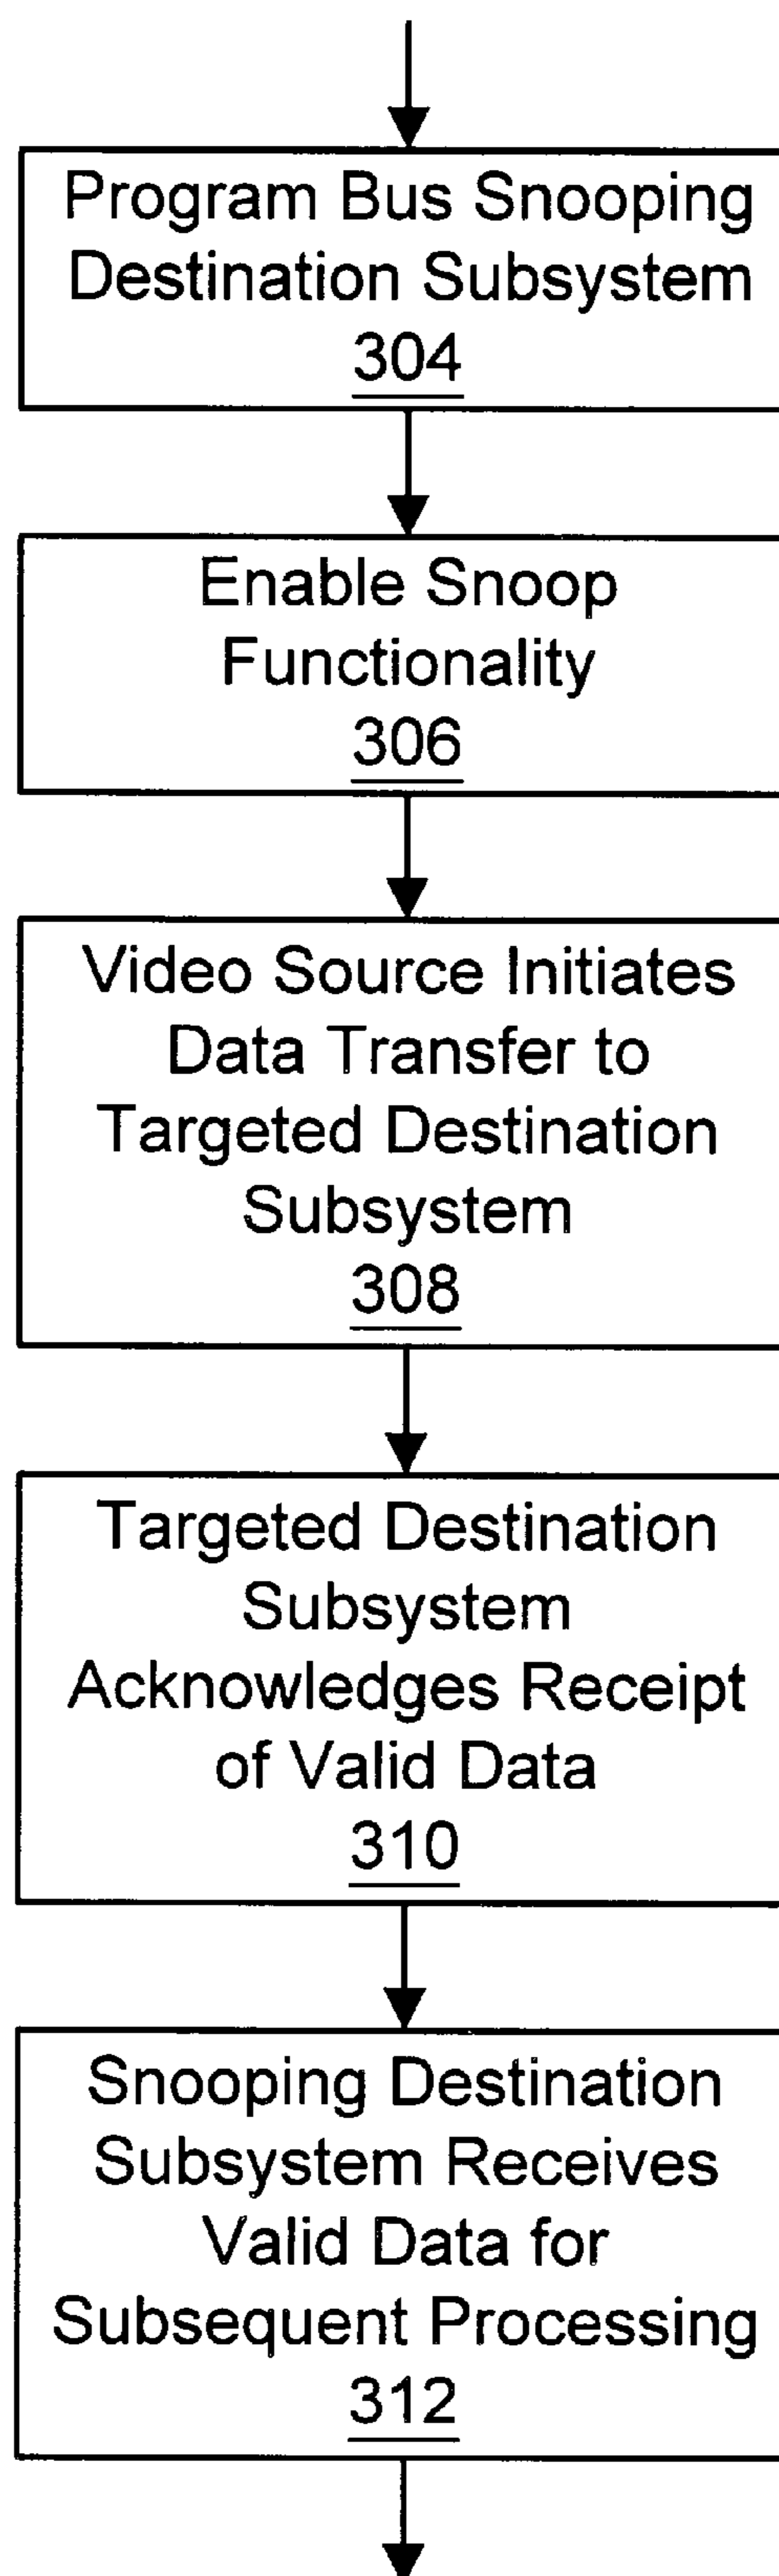 Program Bus Snooping
Destination Subsystem
304
Enable Snoop
Functionality
306
Video Source Initiates
Data Transfer to
Targeted Destination
Subsystem
308
Targeted Destination
Subsystem
Acknowledges Receipt
of Valid Data
310
Snooping Destination
Subsystem Receives
Valid Data for
Subsequent Processing
312